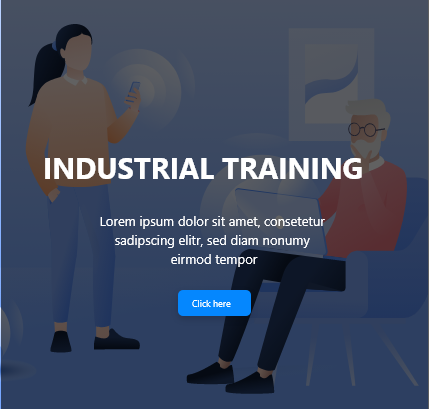 INDUSTRIAL TRAINING
Lorem ipsum dolor sit amet, consetetur
sadipscing elitr, sed diam nonumy
eirmod tempor
Click here